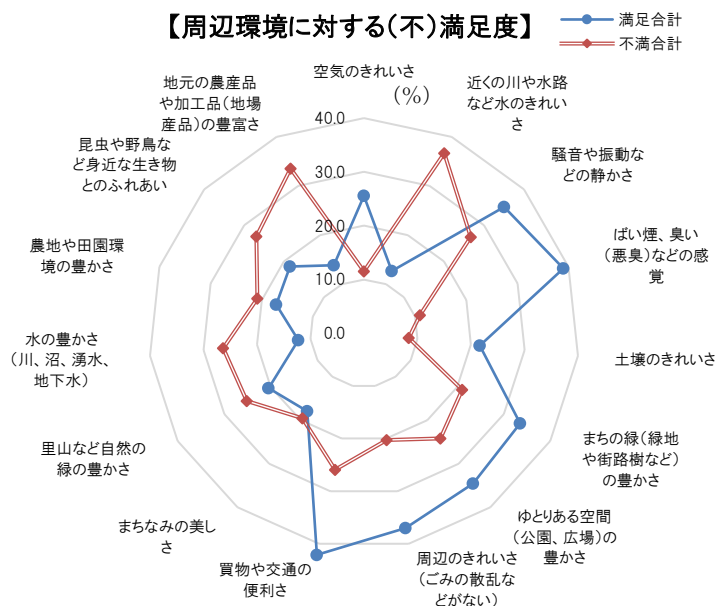 【周辺環境に対する(不)満足度】
満足合計
不満合計
空気のきれいさ
(%)
近くの川や水路
など水のきれい
さ
騒音や振動な
どの静かさ
ばい煙、臭い
(悪臭)などの感
覚
土壌のきれいさ
まちの緑(緑地
や街路樹など)
の豊かさ
ゆとりある空間
(公園、広場)の
豊かさ
周辺のきれいさ
(ごみの散乱な
どがない)
買物や交通の
便利さ
まちなみの美し
さ
里山など自然の
緑の豊かさ
水の豊かさ
(川、沼、湧水、
地下水)
農地や田園環
境の豊かさ
昆虫や野鳥な
ど身近な生き物
とのふれあい
地元の農産品
や加工品(地場
産品)の豊富さ
40.0
30.0
20.0
10.0
0.0